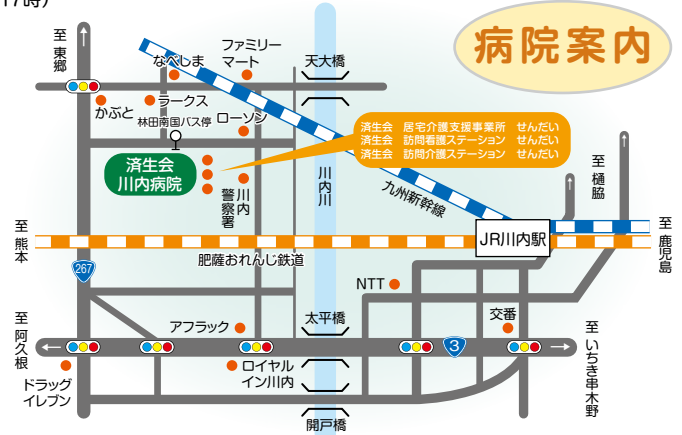 17時）
病院案内
至東郷
ファミリー
マート
なべしま
天大橋
かぶと
ラークス
林田南国バス停
ローソン
済生会　居宅介護支援事業所　せんだい
済生会　訪問看護ステーション　せんだい
済生会　訪問介護ステーション　せんだい
済生会
川内病院
川内
警察署
川内川
九州新幹線
至樋脇
至熊本
JR川内駅
至鹿児島
肥薩おれんじ鉄道
267
NTT
至阿久根
アフラック
太平橋
交番
3
至いちき串木野
ドラッグ
イレブン
ロイヤル
イン川内
開戸橋